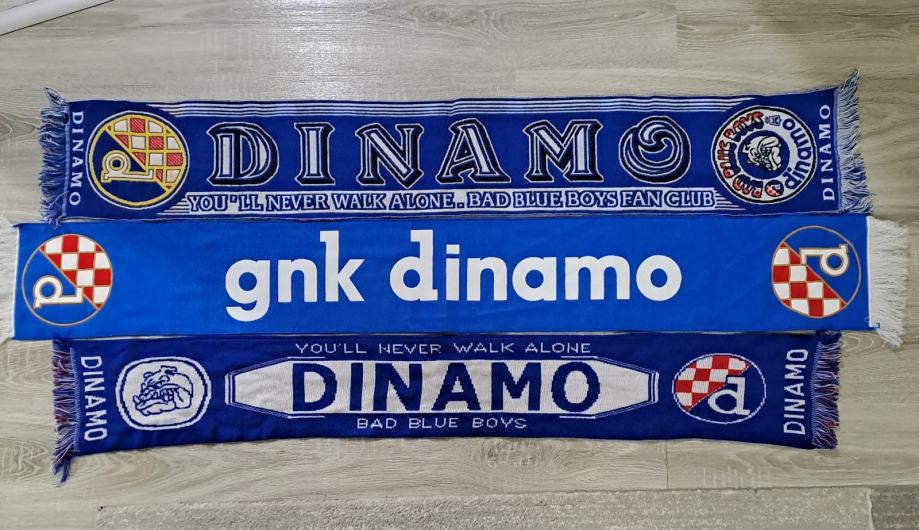 DINAMO
DINAMO
DINAMO
YOU'LL NEVER WALK ALONE. BAD BLUE BOYS FAN CLUB
d
gnk dinamo
d
d
YOU'LL NEVER WALK ALONE
DINAMO
DINAMO
DINAMO
BAD BLUE BOYS
d